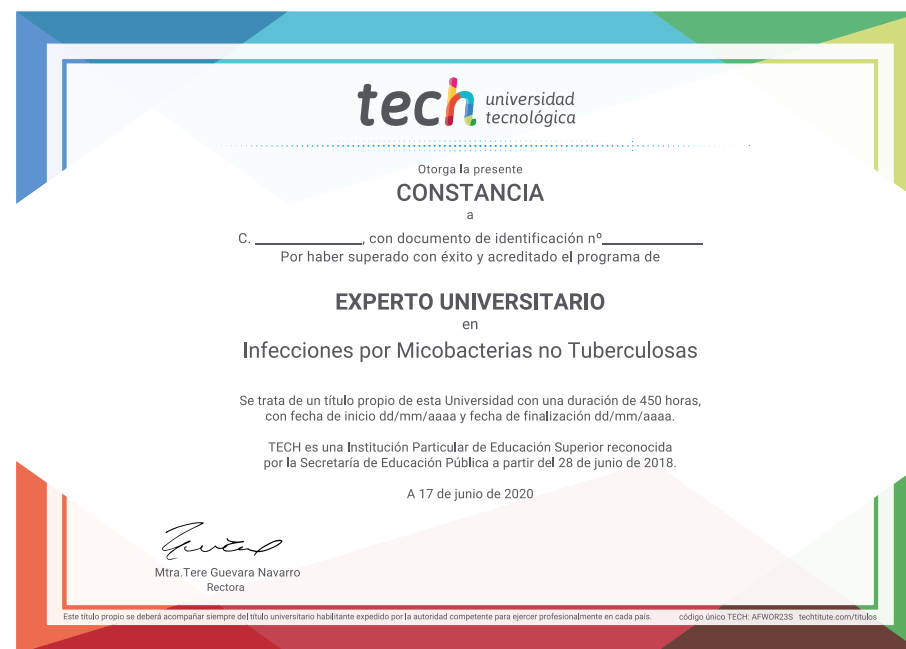 tech universidad
tecnológica
Otorga la presente
CONSTANCIA
a
C. ____________, con documento de identificación nº____________
Por haber superado con éxito y acreditado el programa de
EXPERTO UNIVERSITARIO
en
Infecciones por Micobacterias no Tuberculosas
Se trata de un título propio de esta Universidad con una duración de 450 horas,
con fecha de inicio dd/mm/aaaa y fecha de finalización dd/mm/aaaa.
TECH es una Institución Particular de Educación Superior reconocida
por la Secretaría de Educación Pública a partir del 28 de junio de 2018.
A 17 de junio de 2020
Mtra.Tere Guevara Navarro
Rectora
Este título propio se deberá acompañar siempre del título universitario habilitante expedido por la autoridad competente para ejercer profesionalmente en cada país. código único TECH: AFWOR23S techtitute.com/titulos